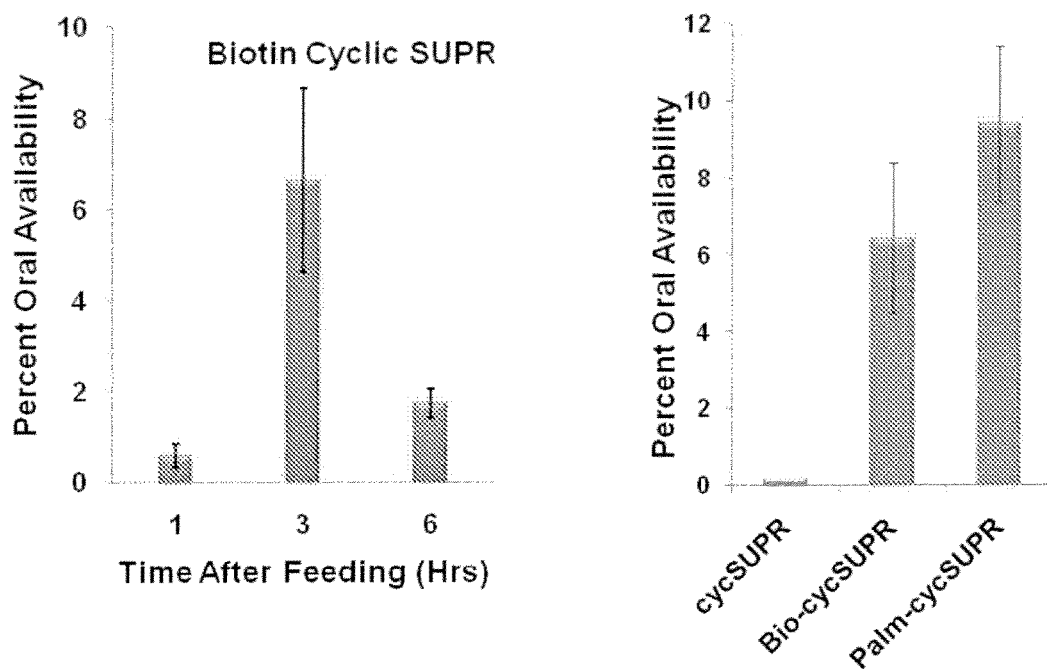 Biotin Cyclic SUPR
Percent Oral Availability
10
8
6
4
2
0
1 3 6
Time After Feeding (Hrs)
Percent Oral Availability
12
10
8
6
4
2
0
cycSUPR
Bio-cycSUPR
Palm-cycSUPR